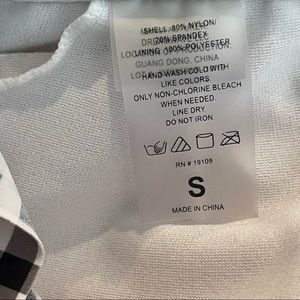 SHELL: 80% NYLON/
20% SPANDEX
LINING: 100% POLYESTER
GUANG DONG, CHINA
HAND WASH COLD WITH
LIKE COLORS
ONLY NON-CHLORINE BLEACH
WHEN NEEDED.
LINE DRY
DO NOT IRON
RN # 19109
S
MADE IN CHINA